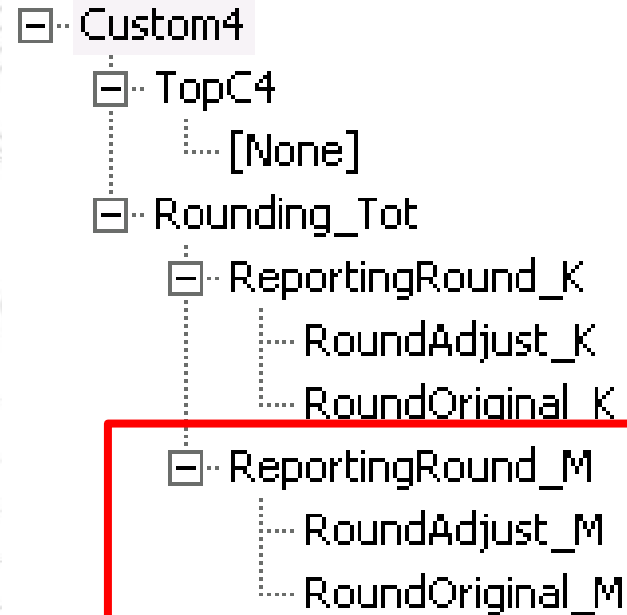 Custom4
TopC4
[None]
Rounding_Tot
ReportingRound_K
RoundAdjust_K
RoundOriginal_K
ReportingRound_M
RoundAdjust_M
RoundOriginal_M